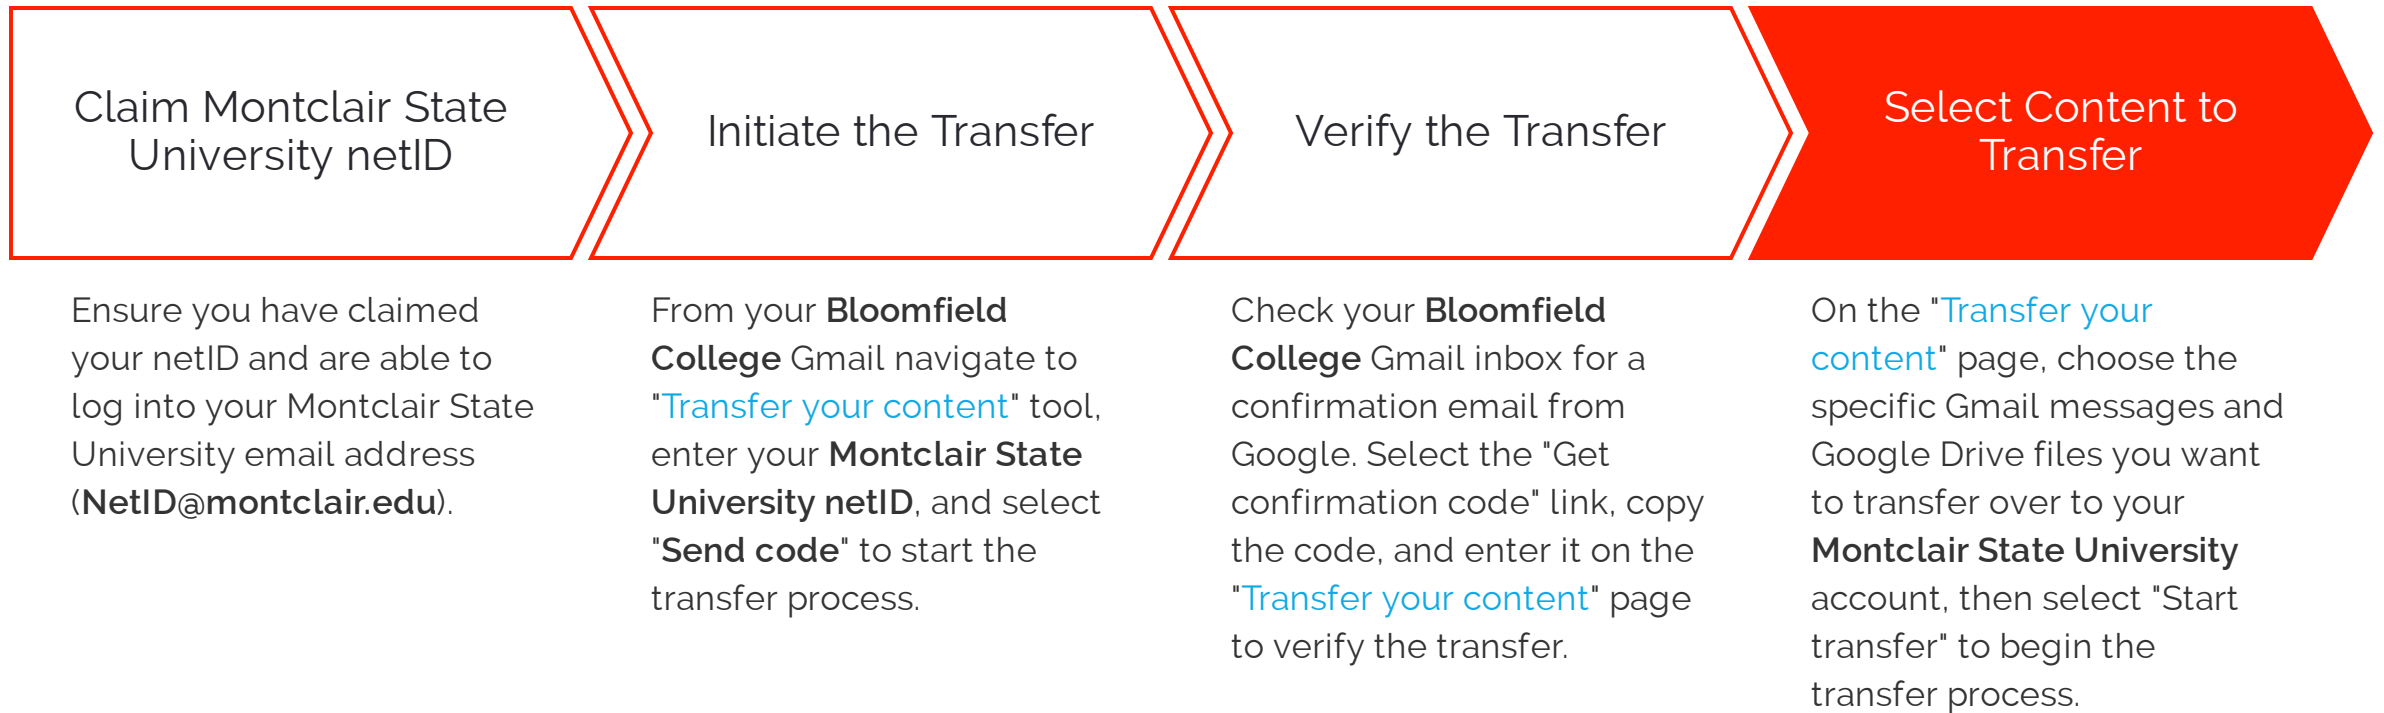 Claim Montclair State
University netID
Initiate the Transfer
Verify the Transfer
Select Content to
Transfer
Ensure you have claimed
your netID and are able to
log into your Montclair State
University email address
(NetID@montclair.edu).
From your Bloomfield
College Gmail navigate to
"Transfer your content" tool,
enter your Montclair State
University netID, and select
"Send code" to start the
transfer process.
Check your Bloomfield
College Gmail inbox for a
confirmation email from
Google. Select the "Get
confirmation code" link, copy
the code, and enter it on the
"Transfer your content" page
to verify the transfer.
On the "Transfer your
content" page, choose the
specific Gmail messages and
Google Drive files you want
to transfer over to your
Montclair State University
account, then select "Start
transfer" to begin the
transfer process.